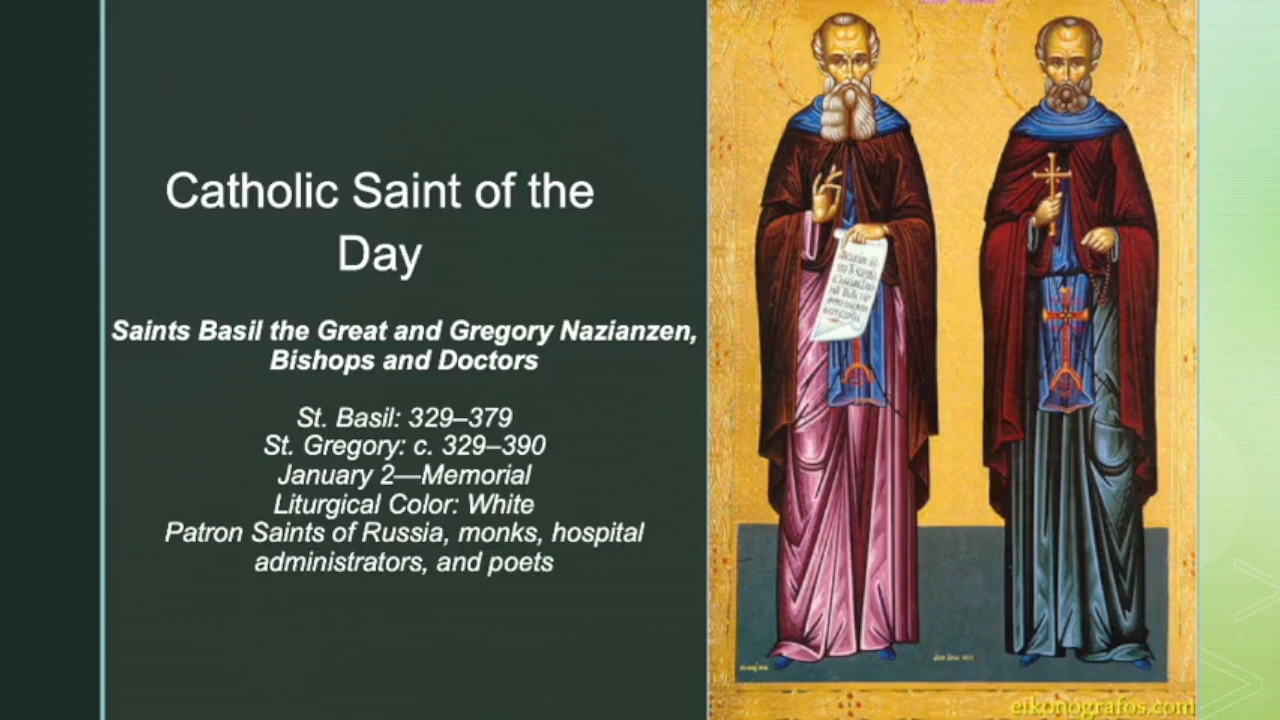 Catholic Saint of the
Day
Saints Basil the Great and Gregory Nazianzen,
Bishops and Doctors
St. Basil: 329–379
St. Gregory: c. 329–390
January 2—Memorial
Liturgical Color: White
Patron Saints of Russia, monks, hospital
administrators, and poets
eikonografos.com